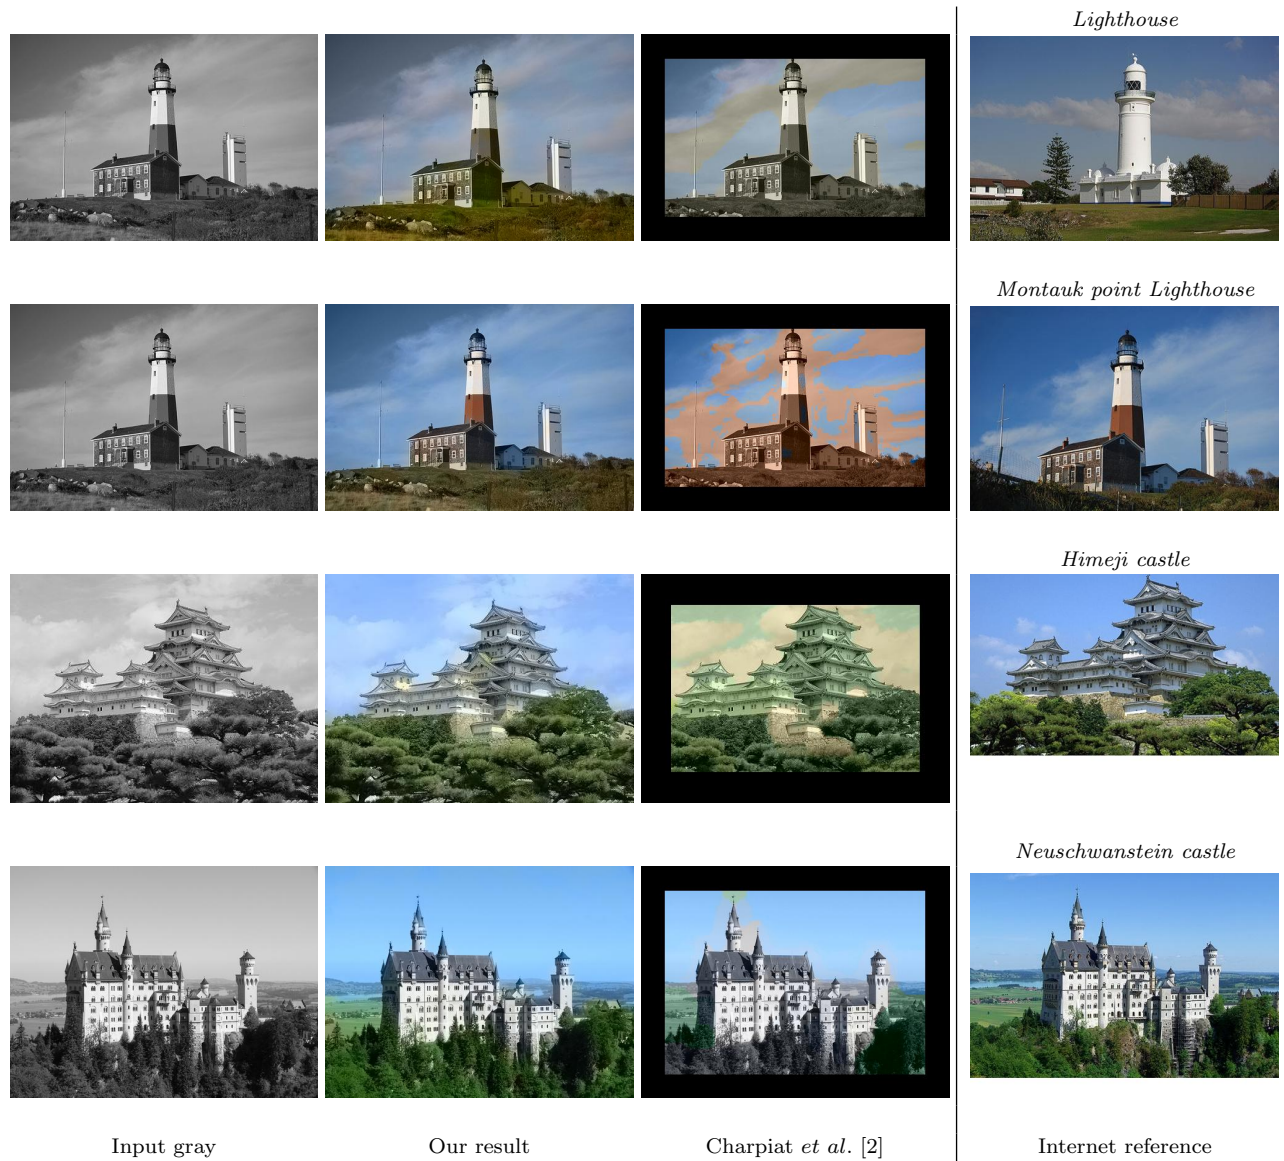 Lighthouse
Montauk point Lighthouse
Himeji castle
Neuschwanstein castle
Input gray
Our result
Charpiat et al. [2]
Internet reference